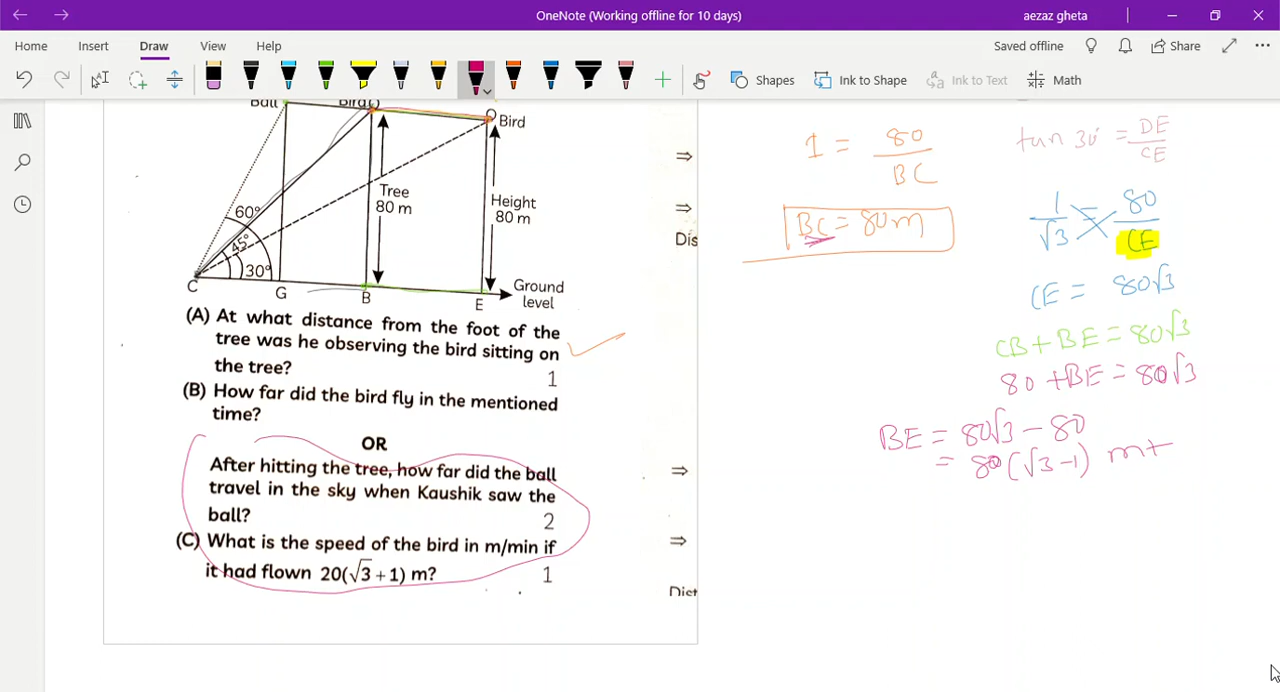 OneNote (Working offline for 10 days)
aezaz gheta
Home Insert Draw View Help
Saved offline
Share
Shapes
Ink to Shape
Ink to Text
Math
Ball Bird
Bird
Tree
80 m
Height
80 m
60°
45°
30°
C G B E
Ground
level
Dis
(A) At what distance from the foot of the
tree was he observing the bird sitting on
the tree?
1
(B) How far did the bird fly in the mentioned
time?
OR
After hitting the tree, how far did the ball
travel in the sky when Kaushik saw the
ball?
2
(C) What is the speed of the bird in m/min if
it had flown 20(√3 + 1) m?
1
⇒
⇒
⇒
⇒
Dict
1 = 80/BC
BC = 80m
tan 30° = DE/CE
1/√3 = 80/CE
CE = 80√3
CB + BE = 80√3
80 + BE = 80√3
BE = 80√3 - 80
= 80(√3-1) mt